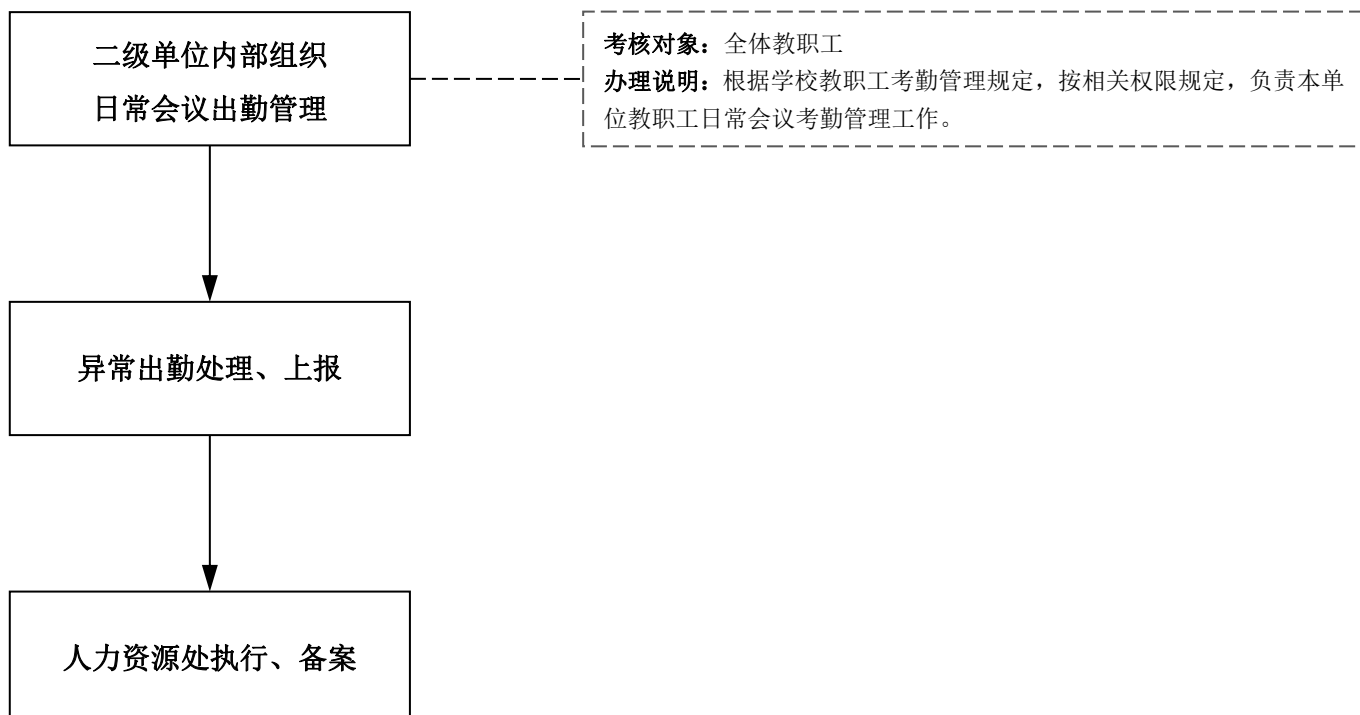 二级单位内部组织
日常会议出勤管理
考核对象：全体教职工
办理说明：根据学校教职工考勤管理规定，按相关权限规定，负责本单
位教职工日常会议考勤管理工作。
异常出勤处理、上报
人力资源处执行、备案